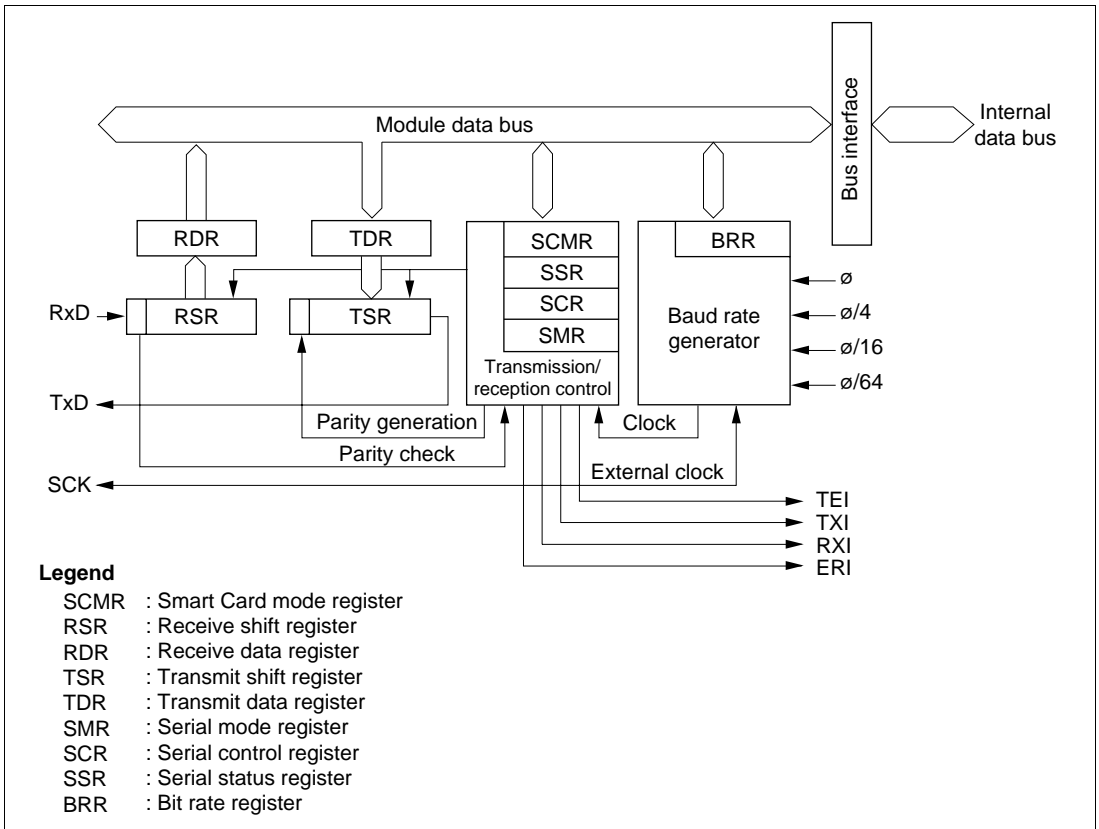 Module data bus
Bus interface
Internal
data bus
RDR
TDR
SCMR
SSR
SCR
SMR
BRR
RxD
RSR
TSR
Transmission/
reception control
Baud rate
generator
ø
ø/4
ø/16
ø/64
TxD
Parity generation
Parity check
Clock
External clock
SCK
TEI
TXI
RXI
ERI
Legend
SCMR : Smart Card mode register
RSR : Receive shift register
RDR : Receive data register
TSR : Transmit shift register
TDR : Transmit data register
SMR : Serial mode register
SCR : Serial control register
SSR : Serial status register
BRR : Bit rate register